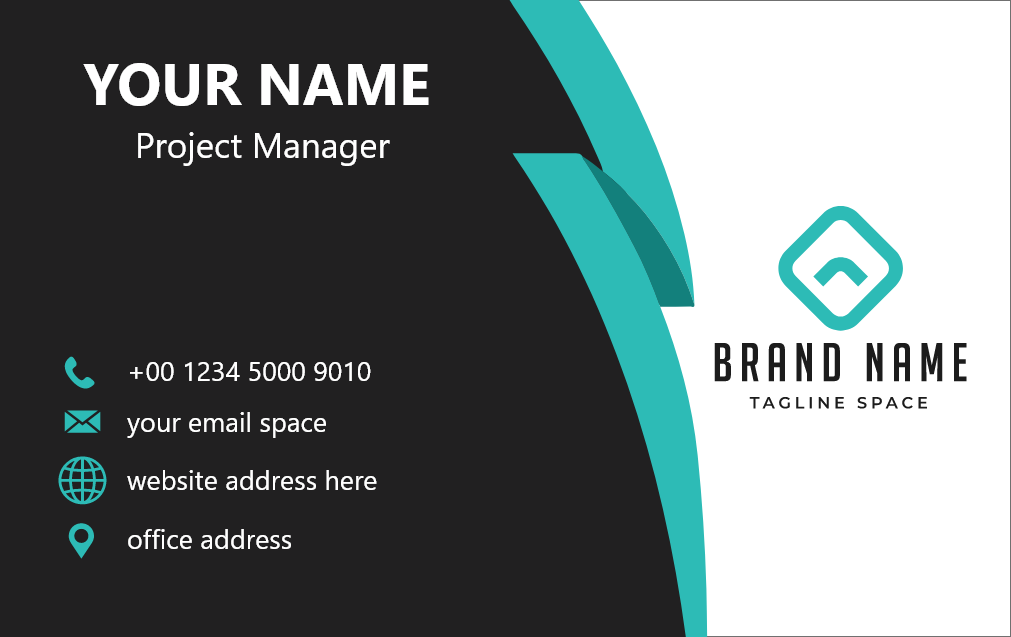 YOUR NAME
Project Manager
+00 1234 5000 9010
your email space
website address here
office address
BRAND NAME
TAGLINE SPACE